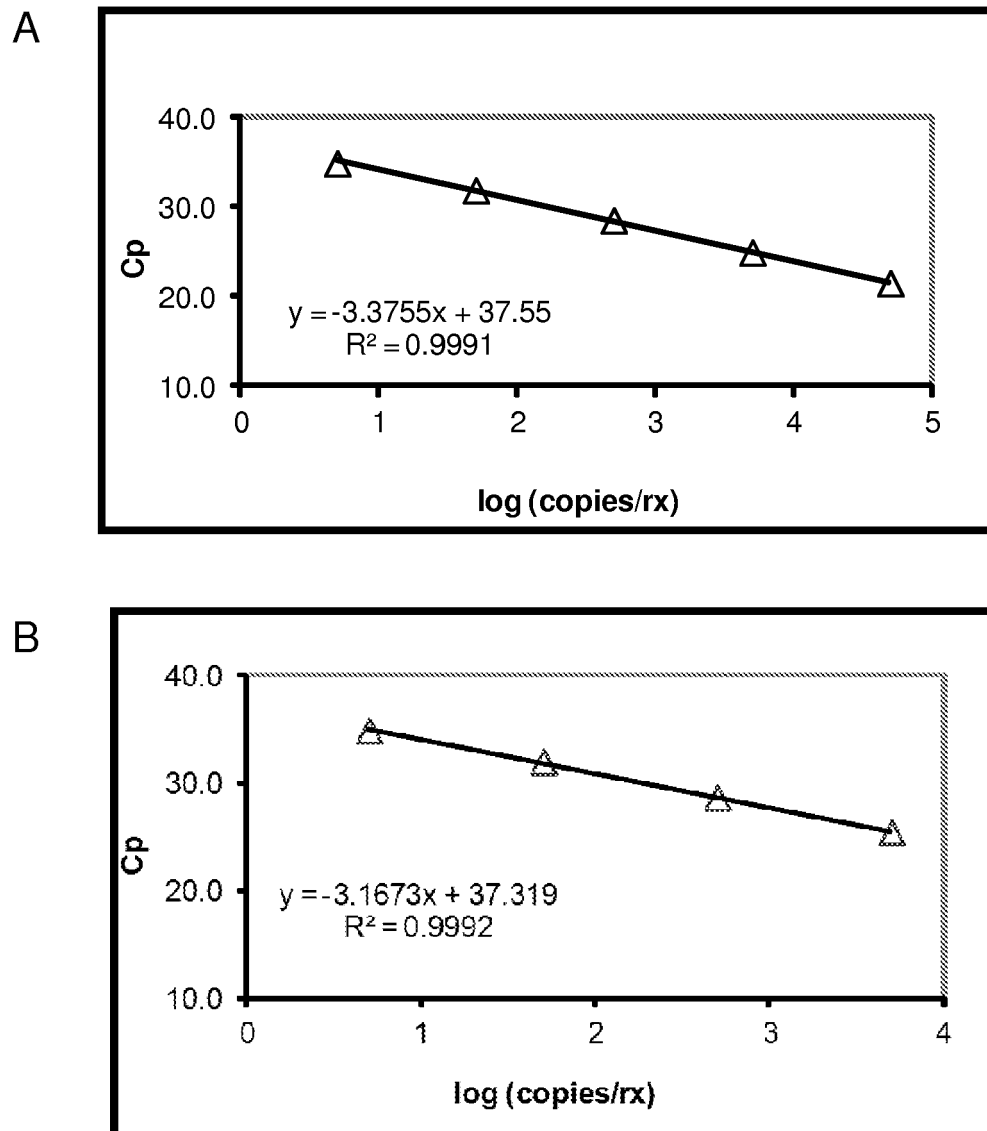 A
40.0
30.0
20.0
10.0
Cp
y = -3.3755x + 37.55
R² = 0.9991
0 1 2 3 4 5
log (copies/rx)
B
40.0
30.0
20.0
10.0
Cp
y = -3.1673x + 37.319
R² = 0.9992
0 1 2 3 4
log (copies/rx)